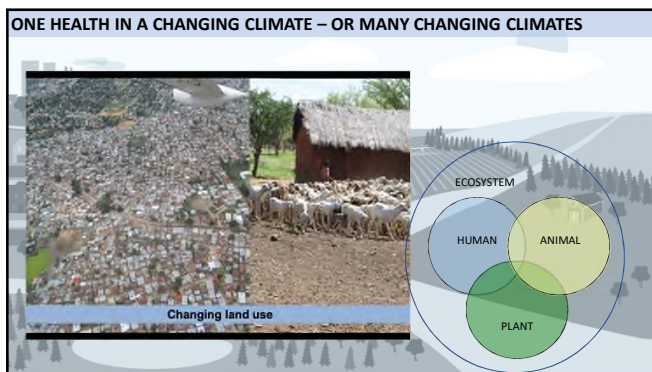 ONE HEALTH IN A CHANGING CLIMATE – OR MANY CHANGING CLIMATES
ECOSYSTEM
HUMAN
ANIMAL
PLANT
Changing land use